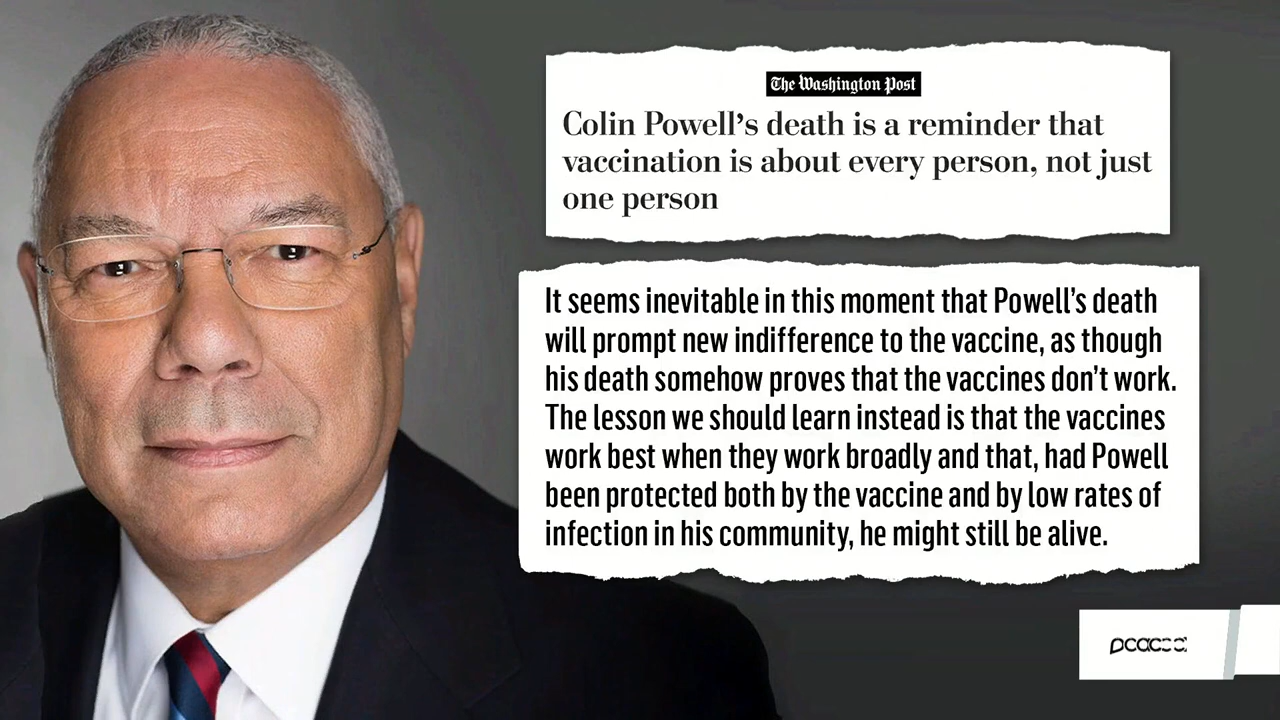 The Washington Post
Colin Powell's death is a reminder that
vaccination is about every person, not just
one person
It seems inevitable in this moment that Powell's death
will prompt new indifference to the vaccine, as though
his death somehow proves that the vaccines don't work.
The lesson we should learn instead is that the vaccines
work best when they work broadly and that, had Powell
been protected both by the vaccine and by low rates of
infection in his community, he might still be alive.